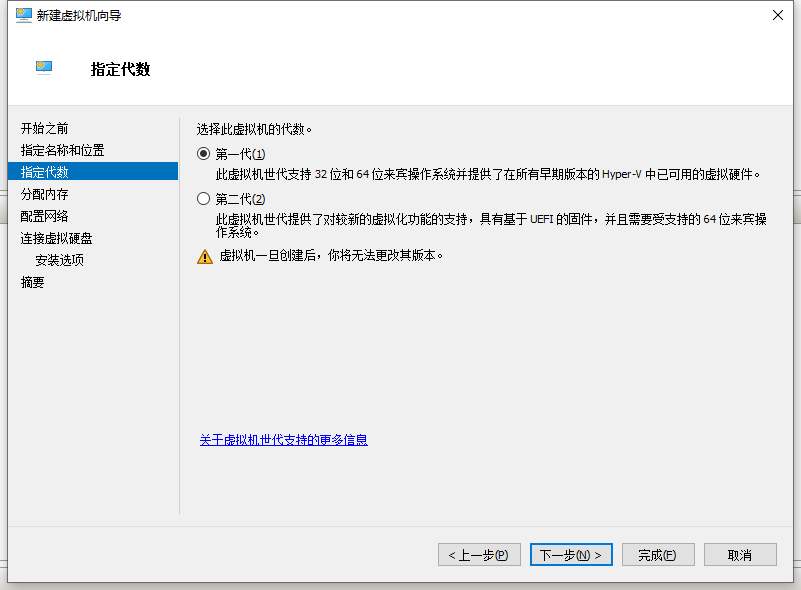 新建虚拟机向导
指定代数
开始之前
指定名称和位置
指定代数
分配内存
配置网络
连接虚拟硬盘
安装选项
摘要
选择此虚拟机的代数。
第一代(1)
此虚拟机世代支持 32 位和 64 位来宾操作系统并提供了在所有早期版本的 Hyper-V 中已可用的虚拟硬件。
第二代(2)
此虚拟机世代提供了对较新的虚拟化功能的支持，具有基于 UEFI 的固件，并且需要受支持的 64 位来宾操
作系统。
虚拟机一旦创建后，你将无法更改其版本。
关于虚拟机世代支持的更多信息
< 上一步(P)
下一步(N) >
完成(F)
取消